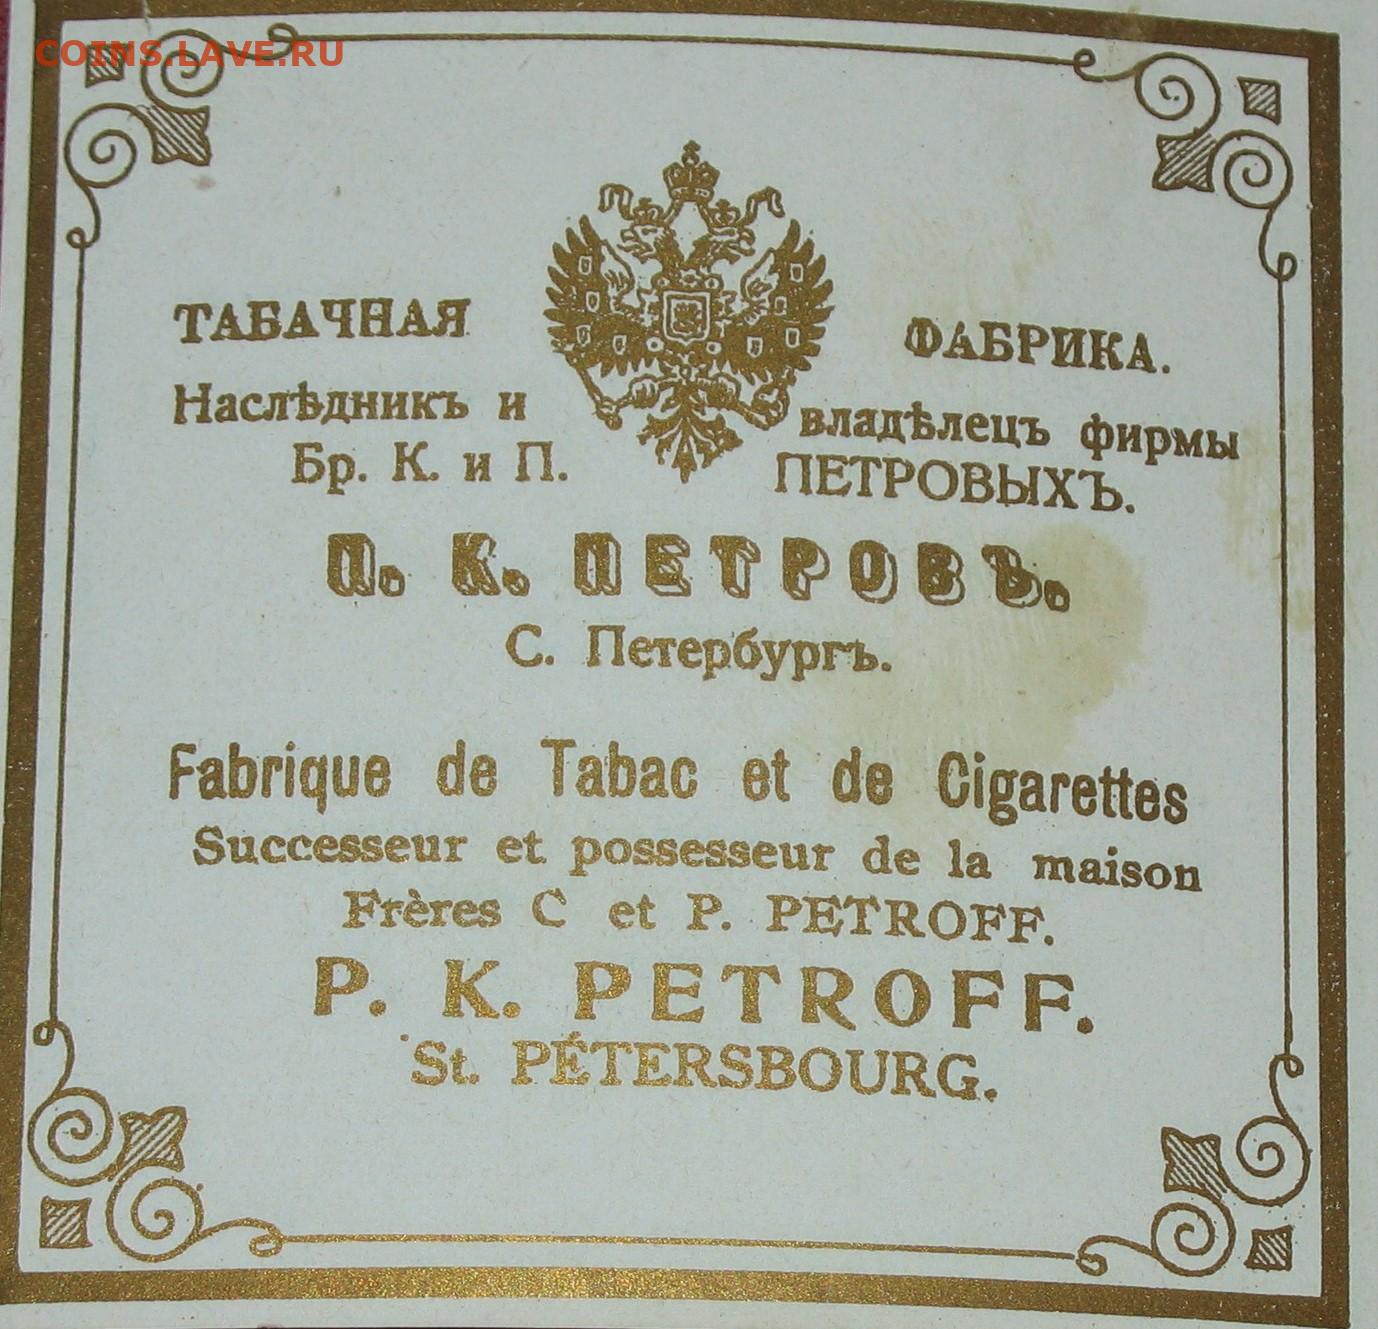 COINS.LAVE.RU
ТАБАЧНАЯ ФАБРИКА.
Наслѣдникъ и владѣлецъ фирмы
Бр. К. и П. ПЕТРОВЫХЪ.
П. К. ПЕТРОВЪ.
С. Петербургъ.
Fabrique de Tabac et de Cigarettes
Successeur et possesseur de la maison
Frères C et P. PETROFF.
P. K. PETROFF.
St. PÉTERSBOURG.